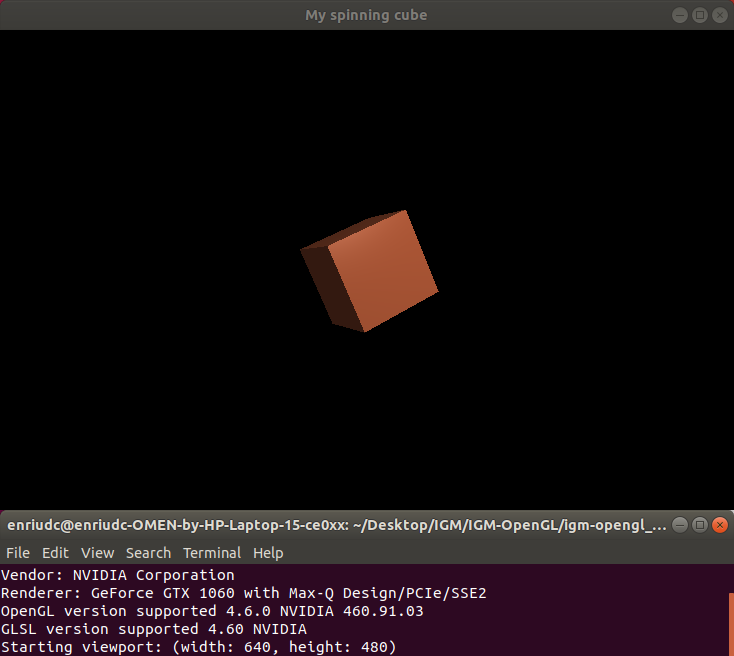 My spinning cube
enriudc@enriudc-OMEN-by-HP-Laptop-15-ce0xx: ~/Desktop/IGM/IGM-OpenGL/igm-opengl_...
File Edit View Search Terminal Help
Vendor: NVIDIA Corporation
Renderer: GeForce GTX 1060 with Max-Q Design/PCIe/SSE2
OpenGL version supported 4.6.0 NVIDIA 460.91.03
GLSL version supported 4.60 NVIDIA
Starting viewport: (width: 640, height: 480)